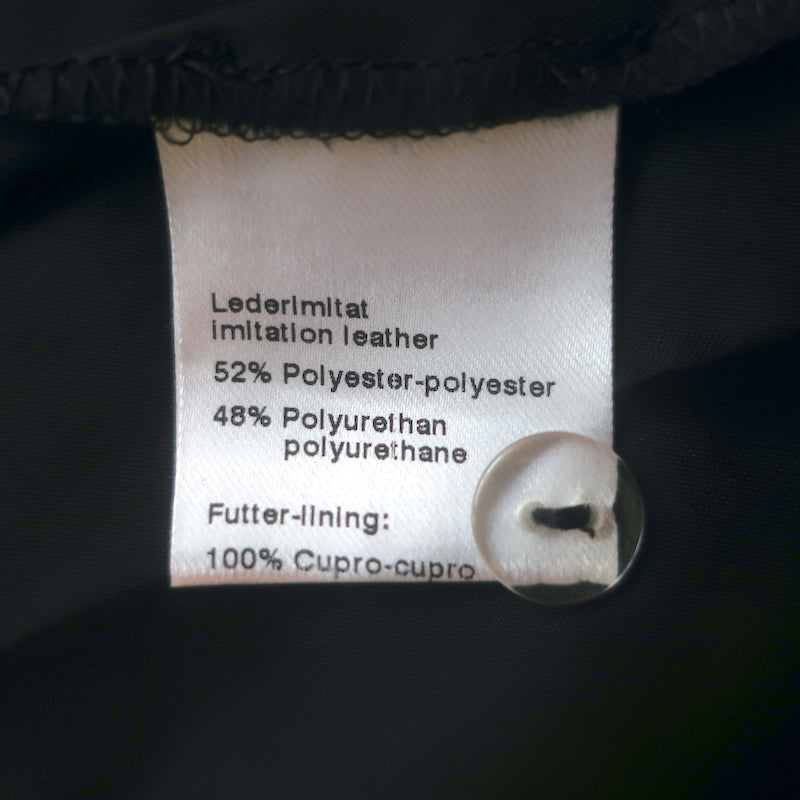 Lederimitat
imitation leather
52% Polyester-polyester
48% Polyurethan
polyurethane
Futter-lining:
100% Cupro-cupro